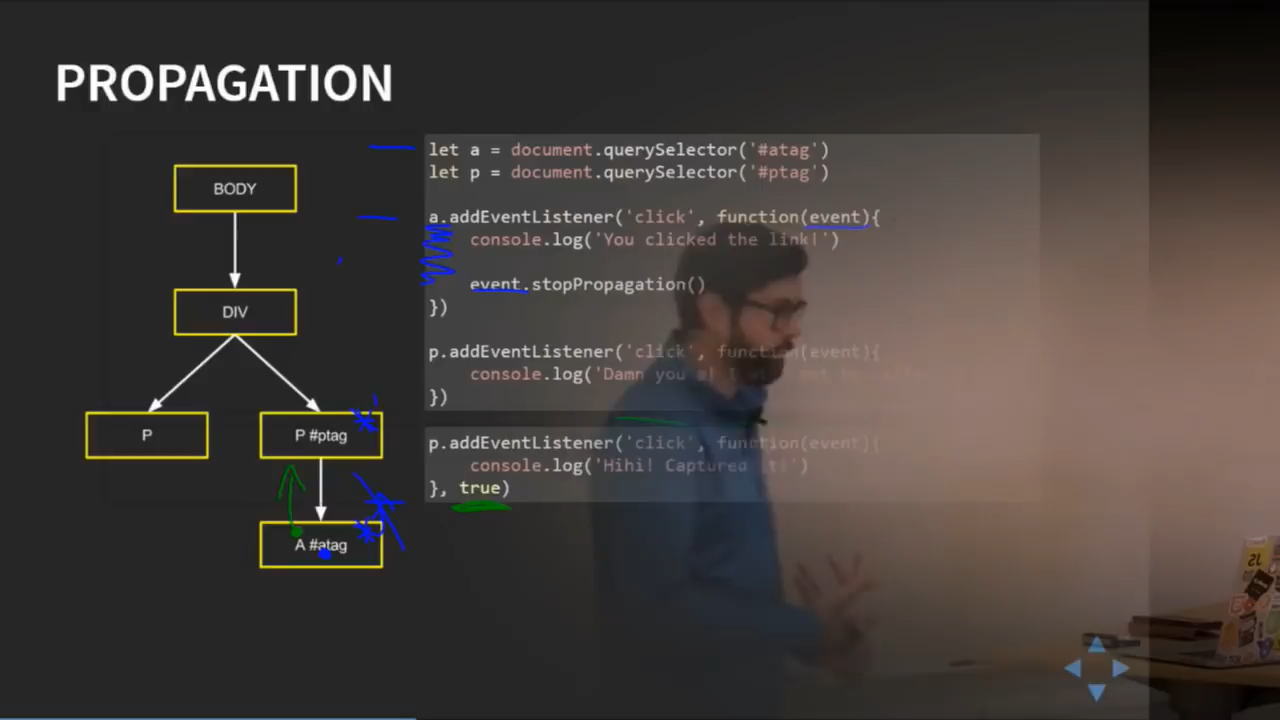 PROPAGATION
BODY
DIV
P
P #ptag
A #atag
let a = document.querySelector('#atag')
let p = document.querySelector('#ptag')
a.addEventListener('click', function(event){
console.log('You clicked the link!')
event.stopPropagation()
})
p.addEventListener('click', function(event){
console.log('Damn you a!
})
p.addEventListener('click', function(event){
console.log('Hihi! Captured it!')
}, true)